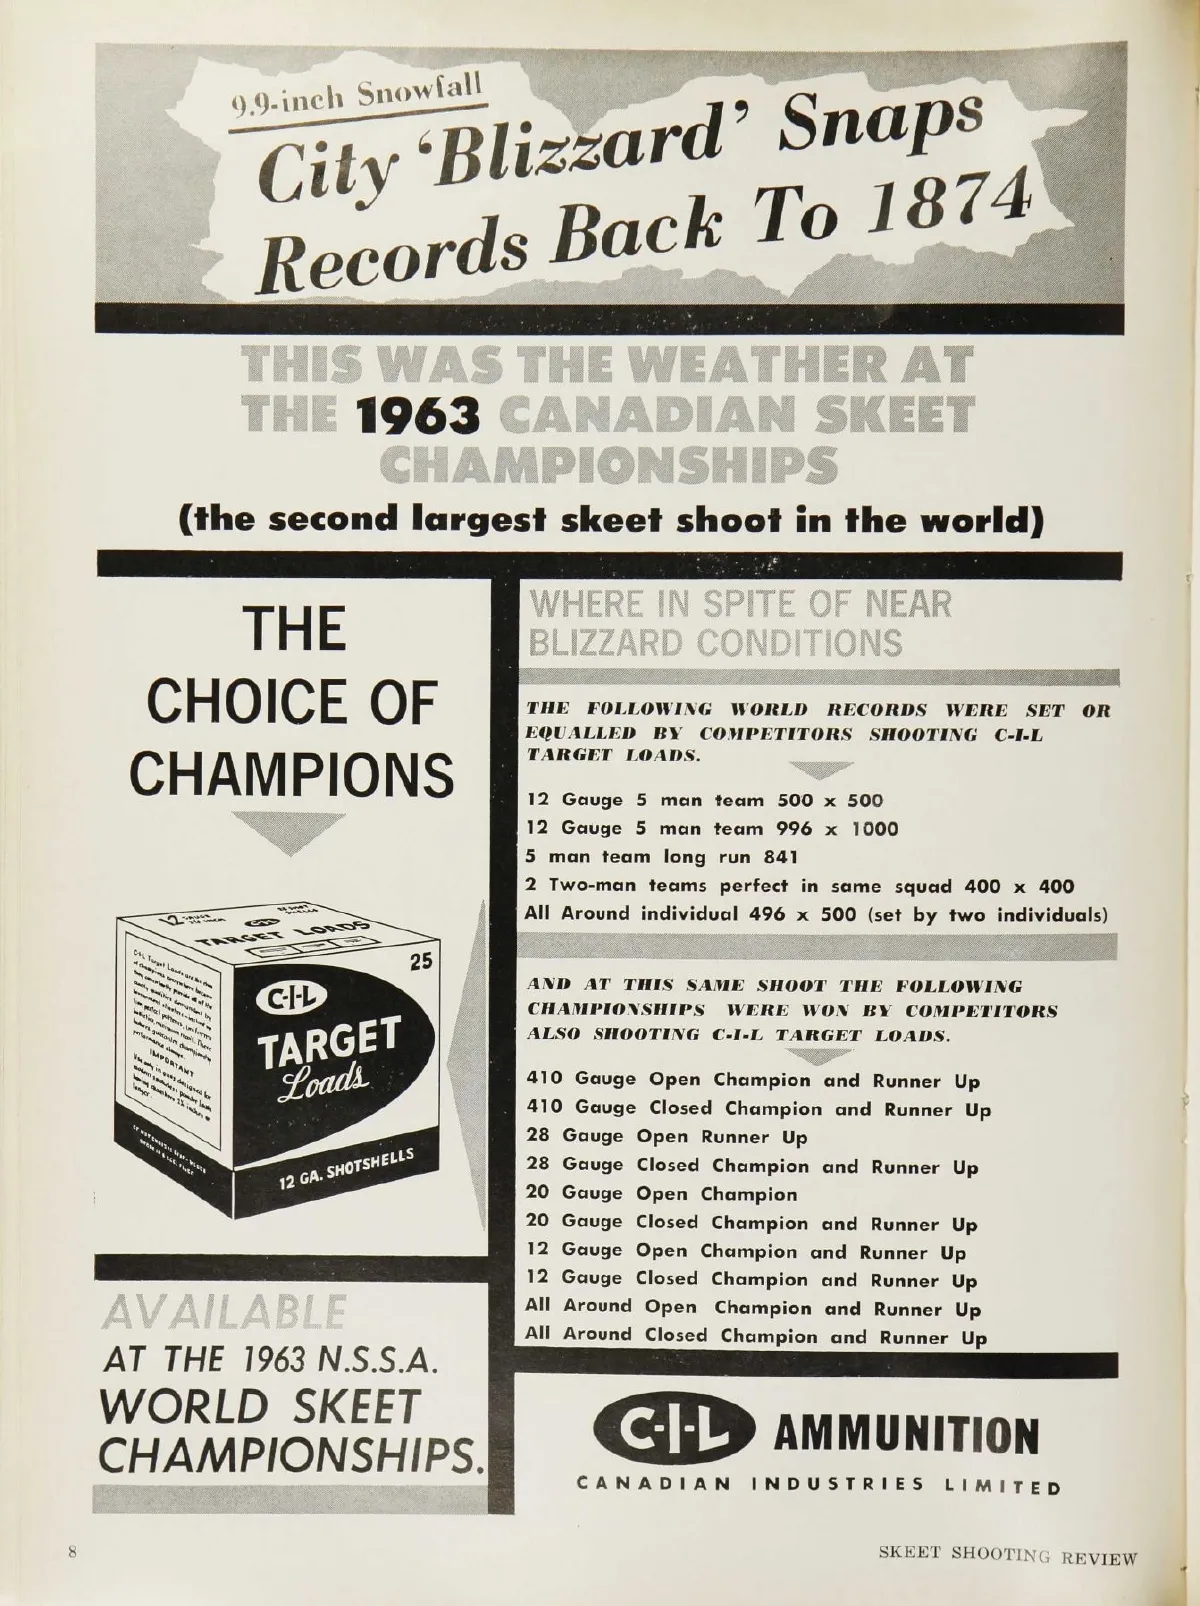 9.9-inch Snowfall
City 'Blizzard' Snaps
Records Back To 1874
THIS WAS THE WEATHER AT
THE 1963 CANADIAN SKEET
CHAMPIONSHIPS
(the second largest skeet shoot in the world)
THE
CHOICE OF
CHAMPIONS
12 GAUGE
C-I-L
TARGET LOADS
25
C-I-L
TARGET
Loads
12 GA. SHOTSHELLS
C-I-L Target Loads are the
IMPORTANT
AVAILABLE
AT THE 1963 N.S.S.A.
WORLD SKEET
CHAMPIONSHIPS.
WHERE IN SPITE OF NEAR
BLIZZARD CONDITIONS
THE FOLLOWING WORLD RECORDS WERE SET OR
EQUALLED BY COMPETITORS SHOOTING C-I-L
TARGET LOADS.
12 Gauge 5 man team 500 x 500
12 Gauge 5 man team 996 x 1000
5 man team long run 841
2 Two-man teams perfect in same squad 400 x 400
All Around individual 496 x 500 (set by two individuals)
AND AT THIS SAME SHOOT THE FOLLOWING
CHAMPIONSHIPS WERE WON BY COMPETITORS
ALSO SHOOTING C-I-L TARGET LOADS.
410 Gauge Open Champion and Runner Up
410 Gauge Closed Champion and Runner Up
28 Gauge Open Runner Up
28 Gauge Closed Champion and Runner Up
20 Gauge Open Champion
20 Gauge Closed Champion and Runner Up
12 Gauge Open Champion and Runner Up
12 Gauge Closed Champion and Runner Up
All Around Open Champion and Runner Up
All Around Closed Champion and Runner Up
C-I-L AMMUNITION
CANADIAN INDUSTRIES LIMITED
8
SKEET SHOOTING REVIEW